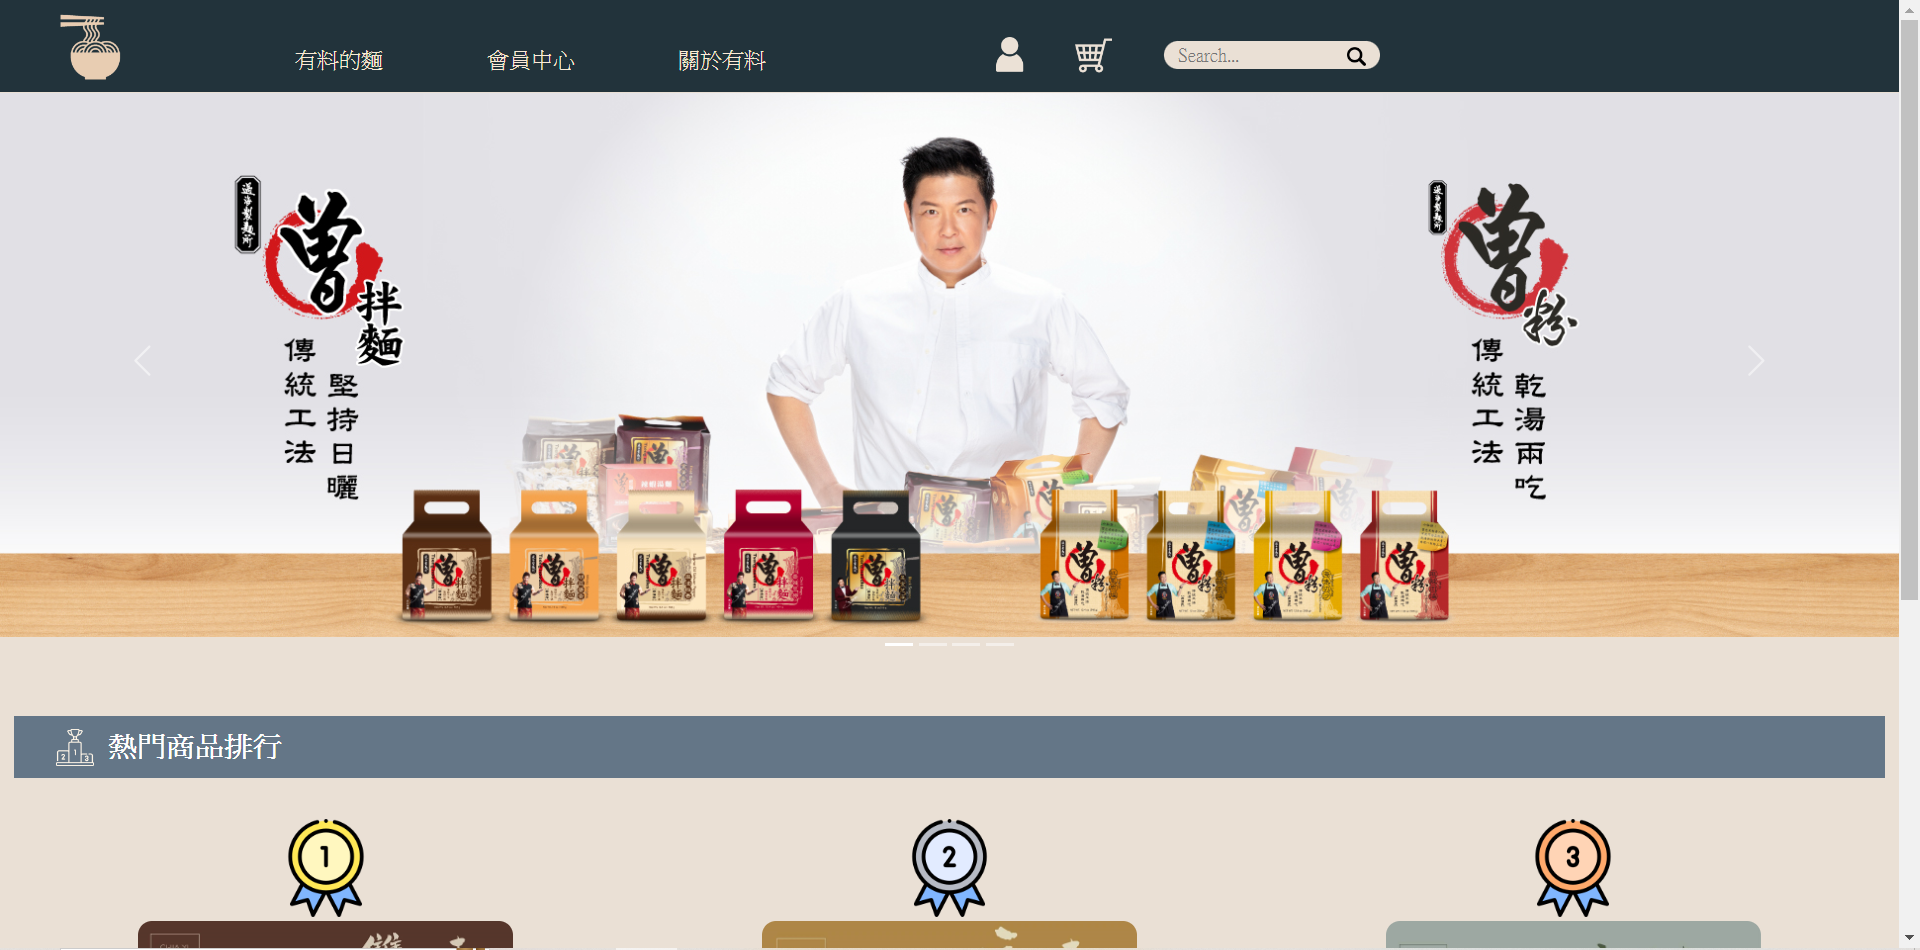 有料的麵
會員中心
關於有料
Search...
曾
拌
麵
傳統工法
堅持日曬
曾
粉
傳統工法
乾湯兩吃
熱門商品排行
1
2
3